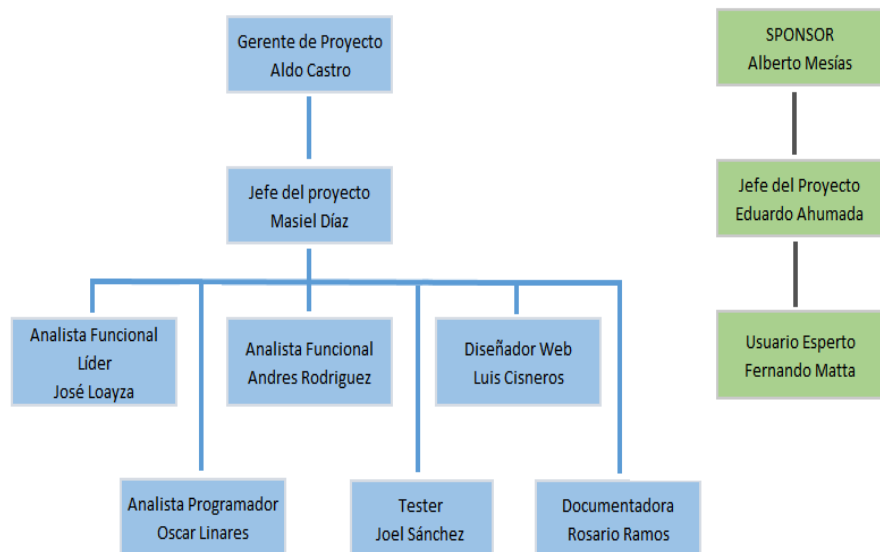 Gerente de Proyecto
Aldo Castro
SPONSOR
Alberto Mesías
Jefe del proyecto
Masiel Díaz
Jefe del Proyecto
Eduardo Ahumada
Analista Funcional
Líder
José Loayza
Analista Funcional
Andres Rodriguez
Diseñador Web
Luis Cisneros
Usuario Esperto
Fernando Matta
Analista Programador
Oscar Linares
Tester
Joel Sánchez
Documentadora
Rosario Ramos